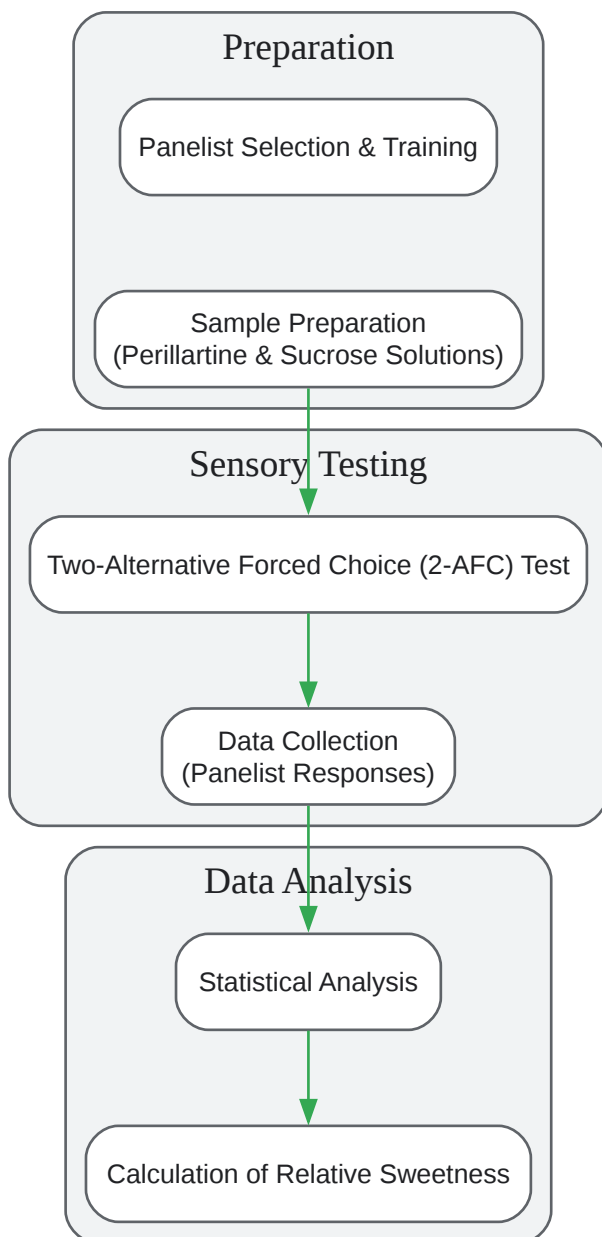 Preparation
Panelist Selection & Training
Sample Preparation
(Perillartine & Sucrose Solutions)
Sensory Testing
Two-Alternative Forced Choice (2-AFC) Test
Data Collection
(Panelist Responses)
Data Analysis
Statistical Analysis
Calculation of Relative Sweetness